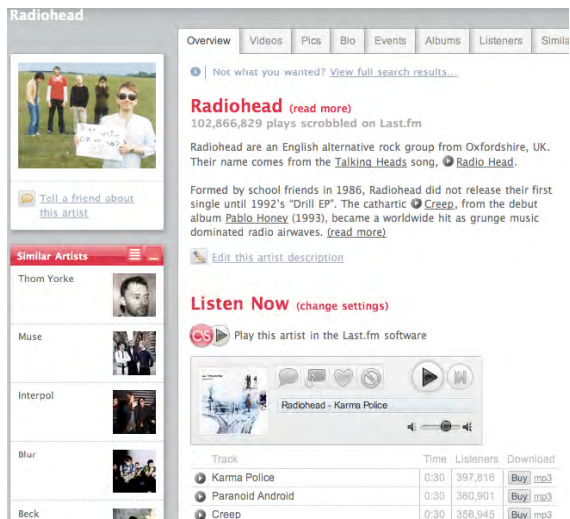 Radiohead
Overview
Videos
Pics
Bio
Events
Albums
Listeners
Simila
Not what you wanted? View full search results...
Radiohead (read more)
102,866,829 plays scrobbled on Last.fm
Radiohead are an English alternative rock group from Oxfordshire, UK.
Their name comes from the Talking Heads song, Radio Head.
Formed by school friends in 1986, Radiohead did not release their first
single until 1992's "Drill EP". The cathartic Creep, from the debut
album Pablo Honey (1993), became a worldwide hit as grunge music
dominated radio airwaves. (read more)
Edit this artist description
Tell a friend about
this artist
Similar Artists
Thom Yorke
Muse
Interpol
Blur
Beck
Listen Now (change settings)
Play this artist in the Last.fm software
Radiohead - Karma Police
Track Time Listeners Download
Karma Police 0:30 397,816 Buy mp3
Paranoid Android 0:30 360,901 Buy mp3
Creep 0:30 358,945 Buy mp3